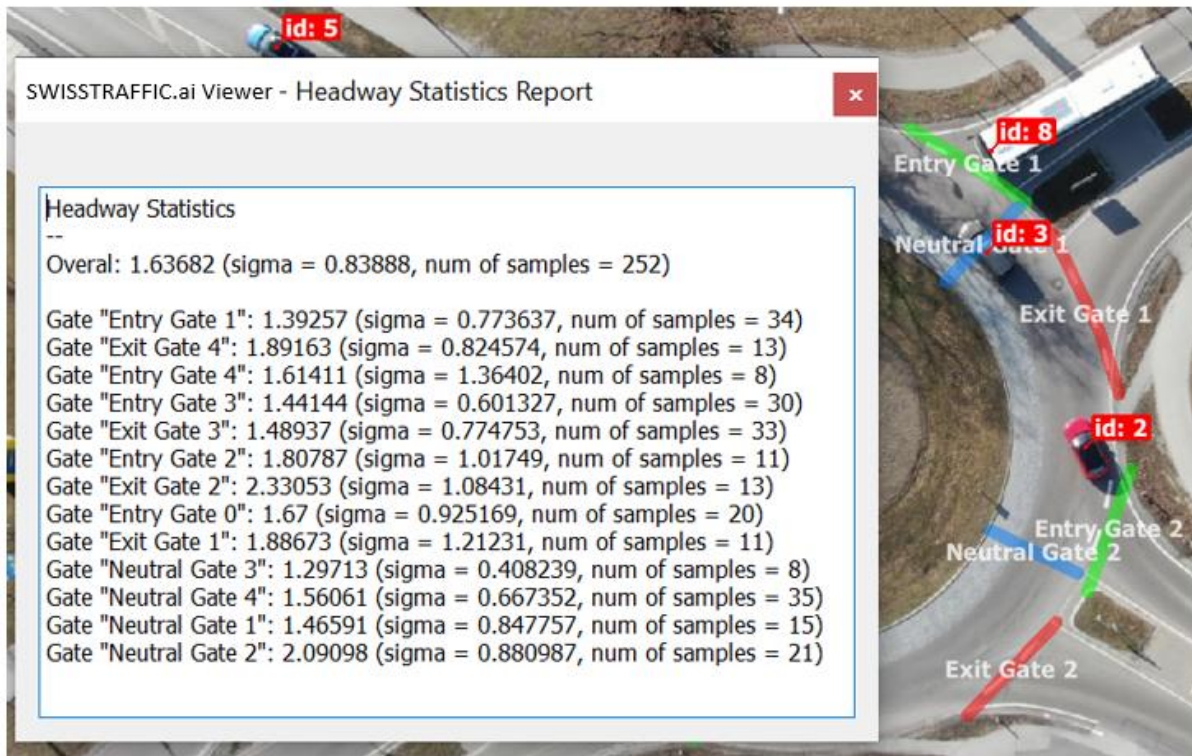 id: 5
SWISSTRAFFIC.ai Viewer - Headway Statistics Report
x
Headway Statistics
--
Overal: 1.63682 (sigma = 0.83888, num of samples = 252)
Gate "Entry Gate 1": 1.39257 (sigma = 0.773637, num of samples = 34)
Gate "Exit Gate 4": 1.89163 (sigma = 0.824574, num of samples = 13)
Gate "Entry Gate 4": 1.61411 (sigma = 1.36402, num of samples = 8)
Gate "Entry Gate 3": 1.44144 (sigma = 0.601327, num of samples = 30)
Gate "Exit Gate 3": 1.48937 (sigma = 0.774753, num of samples = 33)
Gate "Entry Gate 2": 1.80787 (sigma = 1.01749, num of samples = 11)
Gate "Exit Gate 2": 2.33053 (sigma = 1.08431, num of samples = 13)
Gate "Entry Gate 0": 1.67 (sigma = 0.925169, num of samples = 20)
Gate "Exit Gate 1": 1.88673 (sigma = 1.21231, num of samples = 11)
Gate "Neutral Gate 3": 1.29713 (sigma = 0.408239, num of samples = 8)
Gate "Neutral Gate 4": 1.56061 (sigma = 0.667352, num of samples = 35)
Gate "Neutral Gate 1": 1.46591 (sigma = 0.847757, num of samples = 15)
Gate "Neutral Gate 2": 2.09098 (sigma = 0.880987, num of samples = 21)
id: 8
Entry Gate 1
Neutral Gate 1
id: 3
Exit Gate 1
id: 2
Entry Gate 2
Neutral Gate 2
Exit Gate 2